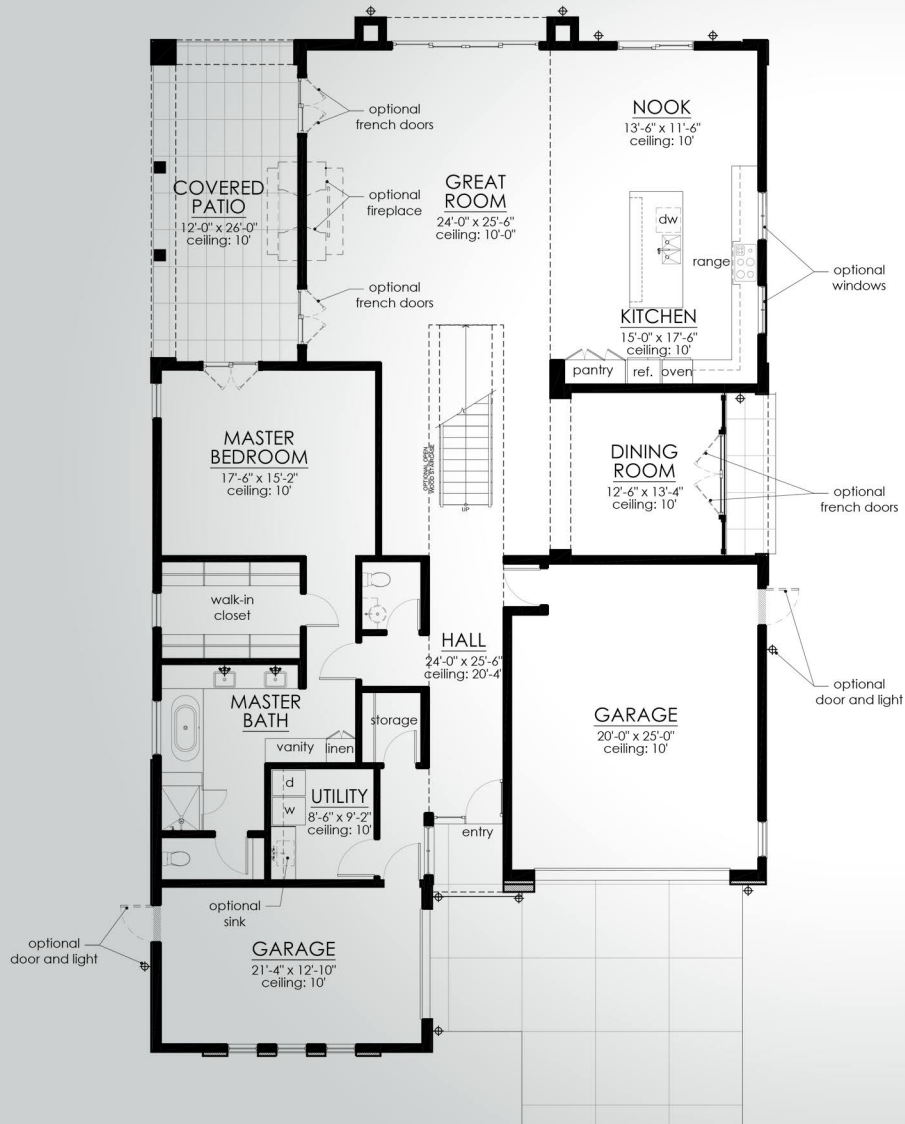 optional
french doors
NOOK
13'-6" x 11'-6"
ceiling: 10'
COVERED
PATIO
12'-0" x 26'-0"
ceiling: 10'
optional
fireplace
GREAT
ROOM
24'-0" x 25'-6"
ceiling: 10'-0"
dw
range
optional
windows
optional
french doors
KITCHEN
15'-0" x 17'-6"
ceiling: 10'
pantry
ref.
oven
MASTER
BEDROOM
17'-6" x 15'-2"
ceiling: 10'
OPTIONAL OPEN
WOOD STAIRCASE
UP
DINING
ROOM
12'-6" x 13'-4"
ceiling: 10'
optional
french doors
walk-in
closet
HALL
24'-0" x 25'-6"
ceiling: 20'-4"
optional
door and light
MASTER
BATH
storage
GARAGE
20'-0" x 25'-0"
ceiling: 10'
vanity
linen
d
w
UTILITY
8'-6" x 9'-2"
ceiling: 10'
entry
optional
sink
optional
door and light
GARAGE
21'-4" x 12'-10"
ceiling: 10'